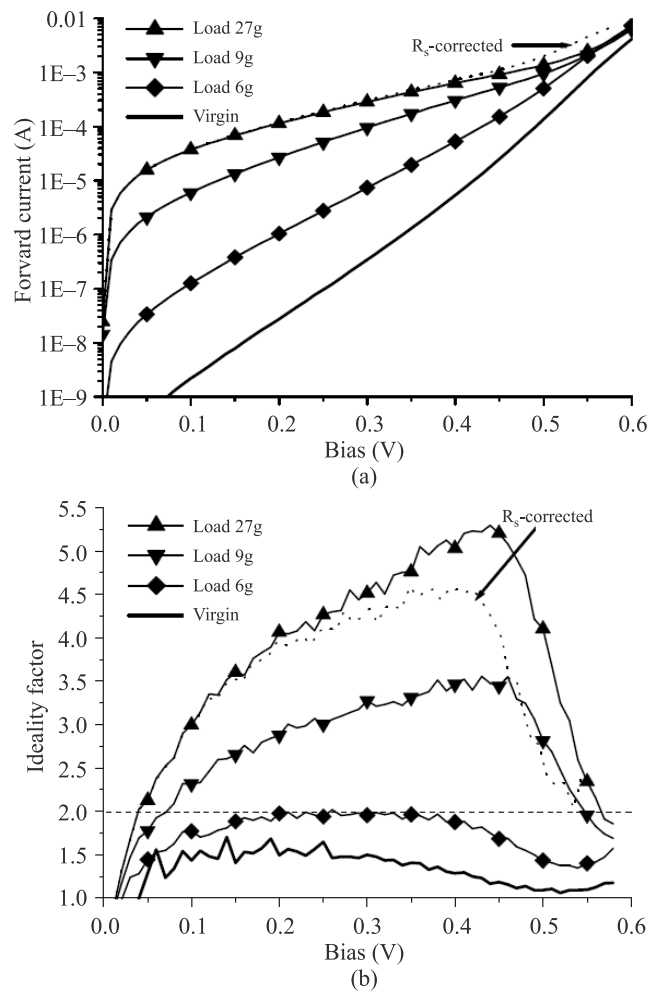 0.01
1E−3
1E−4
1E−5
1E−6
1E−7
1E−8
1E−9
Forvard current (A)
Load 27g
Load 9g
Load 6g
Virgin
Rs-corrected
0.0 0.1 0.2 0.3 0.4 0.5 0.6
Bias (V)
(a)
5.5
5.0
4.5
4.0
3.5
3.0
2.5
2.0
1.5
1.0
Ideality factor
Load 27g
Load 9g
Load 6g
Virgin
Rs-corrected
0.0 0.1 0.2 0.3 0.4 0.5 0.6
Bias (V)
(b)